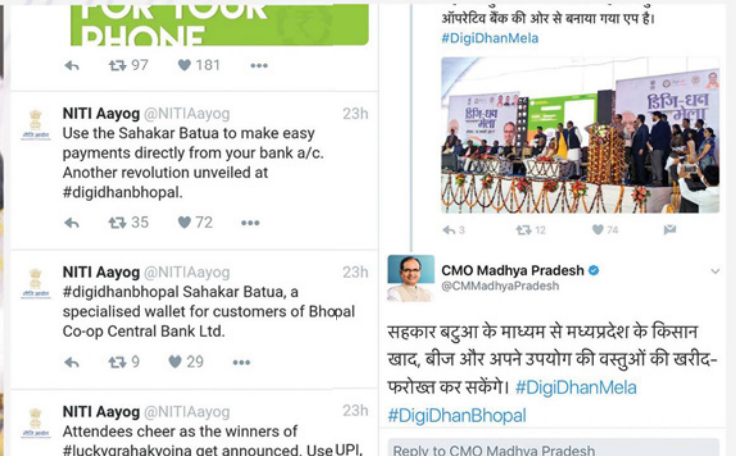 FOR YOUR
PHONE
97 181
NITI Aayog @NITIAayog 23h
Use the Sahakar Batua to make easy
payments directly from your bank a/c.
Another revolution unveiled at
#digidhanbhopal.
35 72
NITI Aayog @NITIAayog 23h
#digidhanbhopal Sahakar Batua, a
specialised wallet for customers of Bhopal
Co-op Central Bank Ltd.
9 29
NITI Aayog @NITIAayog 23h
Attendees cheer as the winners of
#luckygrahakyojna get announced. Use UPI,
ऑपरेटिव बैंक की ओर से बनाया गया एप है।
#DigiDhanMela
डिजि-धन
मेला
डिजि-धन
मेला
3 12 74
CMO Madhya Pradesh
@CMMadhyaPradesh
सहकार बटुआ के माध्यम से मध्यप्रदेश के किसान
खाद, बीज और अपने उपयोग की वस्तुओं की खरीद-
फरोख्त कर सकेंगे। #DigiDhanMela
#DigiDhanBhopal
Reply to CMO Madhya Pradesh